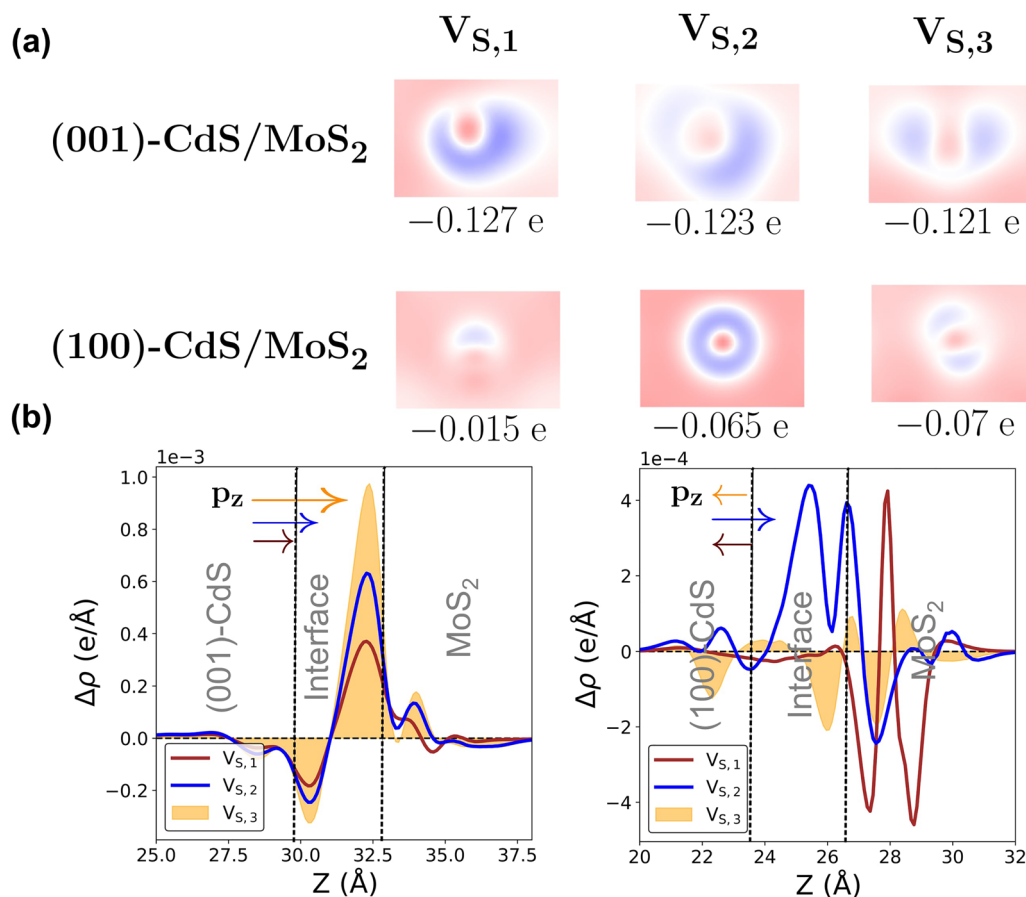 (a)
V_S,1 V_S,2 V_S,3
(001)-CdS/MoS₂
−0.127 e −0.123 e −0.121 e
(100)-CdS/MoS₂
−0.015 e −0.065 e −0.07 e
(b)
1e−3
1.0
0.8
0.6
0.4
0.2
0.0
−0.2
Δρ (e/Å)
p_z
(001)-CdS
Interface
MoS₂
V_S,1
V_S,2
V_S,3
25.0 27.5 30.0 32.5 35.0 37.5
Z (Å)
1e−4
4
2
0
−2
−4
Δρ (e/Å)
p_z
(100)-CdS
Interface
MoS₂
V_S,1
V_S,2
V_S,3
20 22 24 26 28 30 32
Z (Å)